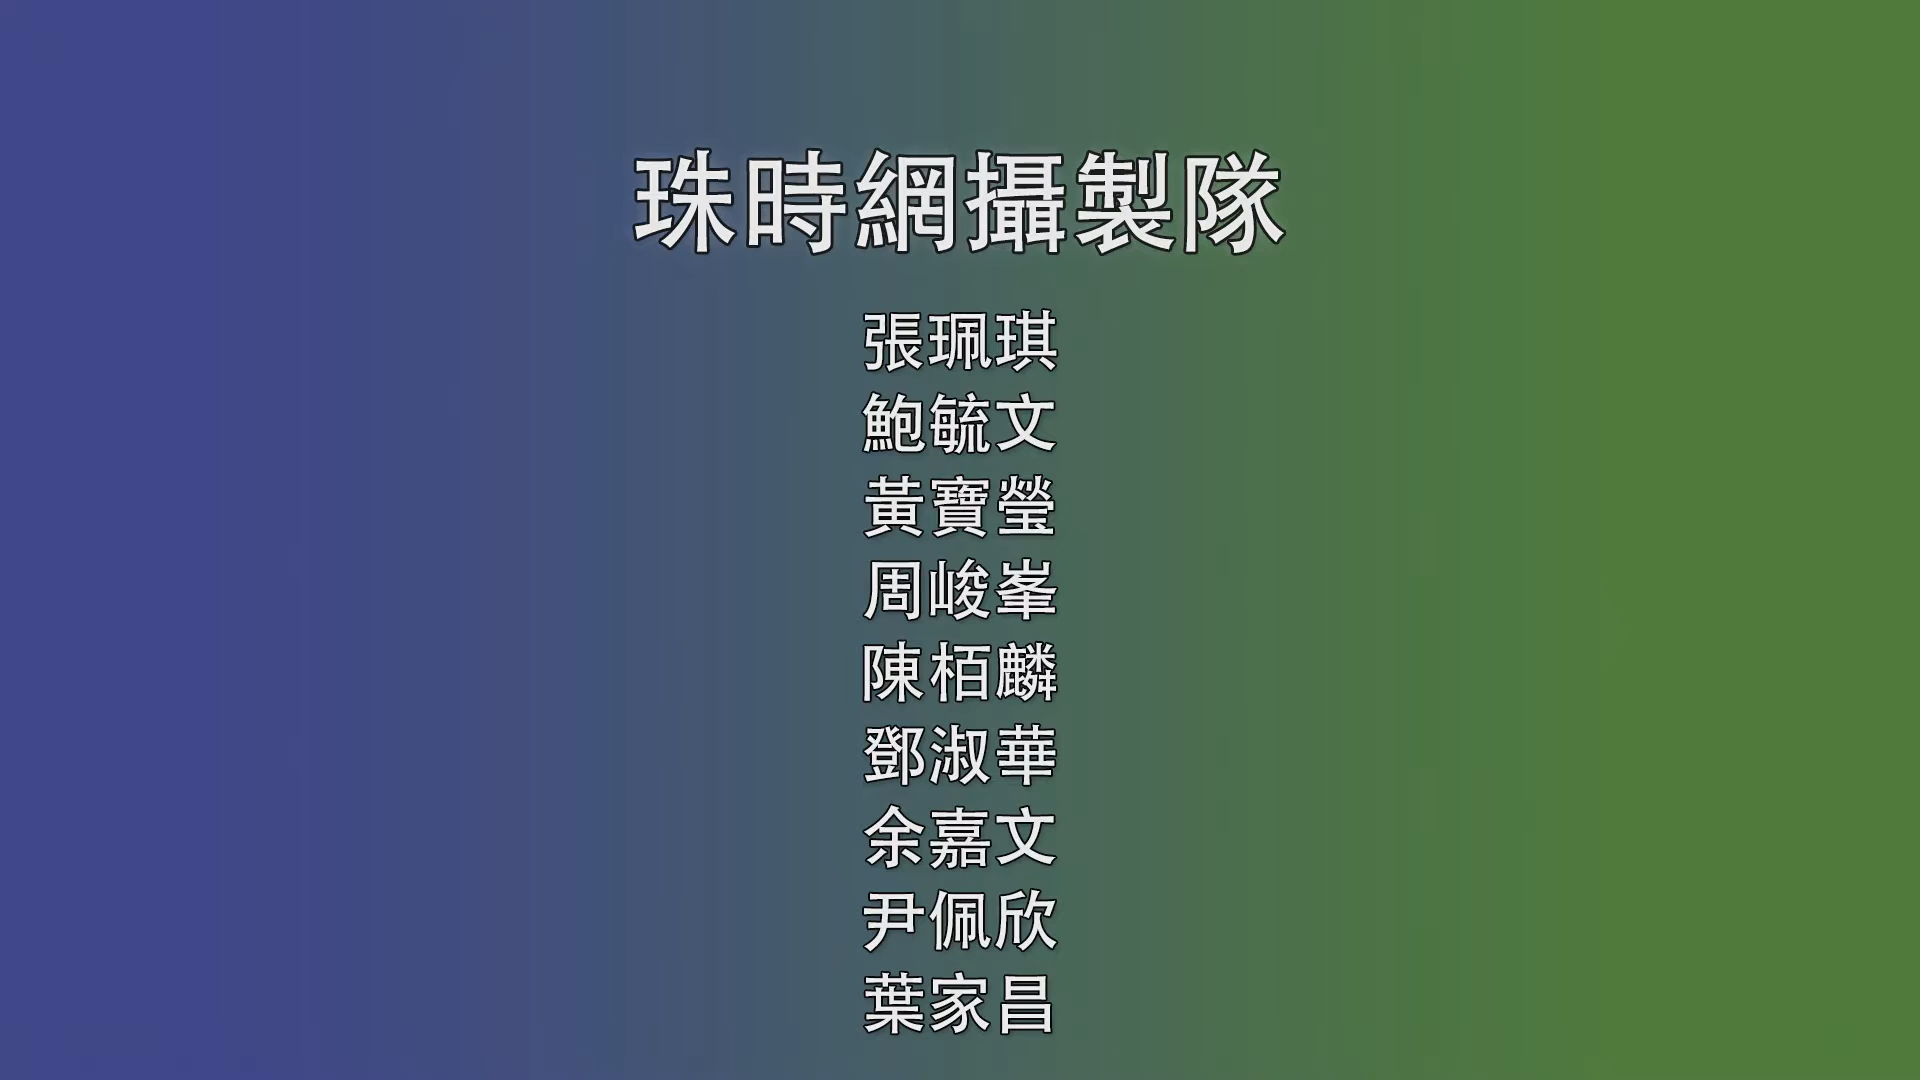 珠時網攝製隊
張珮琪
鮑毓文
黃寶瑩
周峻峯
陳栢麟
鄧淑華
余嘉文
尹佩欣
葉家昌